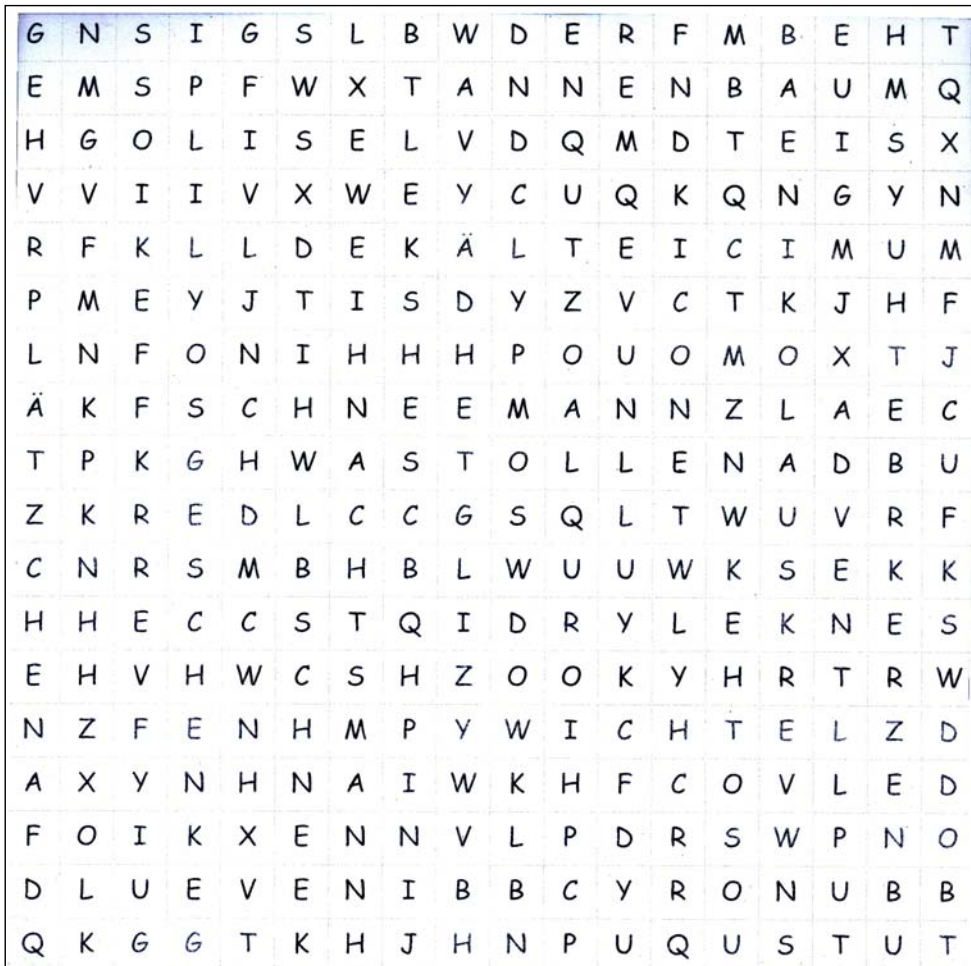 G N S I G S L B W D E R F M B E H T
E M S P F W X T A N N E N B A U M Q
H G O L I S E L V D Q M D T E I S X
V V I I V X W E Y C U Q K Q N G Y N
R F K L L D E K Ä L T E I C I M U M
P M E Y J T I S D Y Z V C T K J H F
L N F O N I H H H P O U O M O X T J
Ä K F S C H N E E M A N N Z L A E C
T P K G H W A S T O L L E N A D B U
Z K R E D L C C G S Q L T W U V R F
C N R S M B H B L W U U W K S E K K
H H E C C S T Q I D R Y L E K N E S
E H V H W C S H Z O O K Y H R T R W
N Z F E N H M P Y W I C H T E L Z D
A X Y N H N A I W K H F C O V L E D
F O I K X E N N V L P D R S W P N O
D L U E V E N I B B C Y R O N U B B
Q K G G T K H J H N P U Q U S T U T